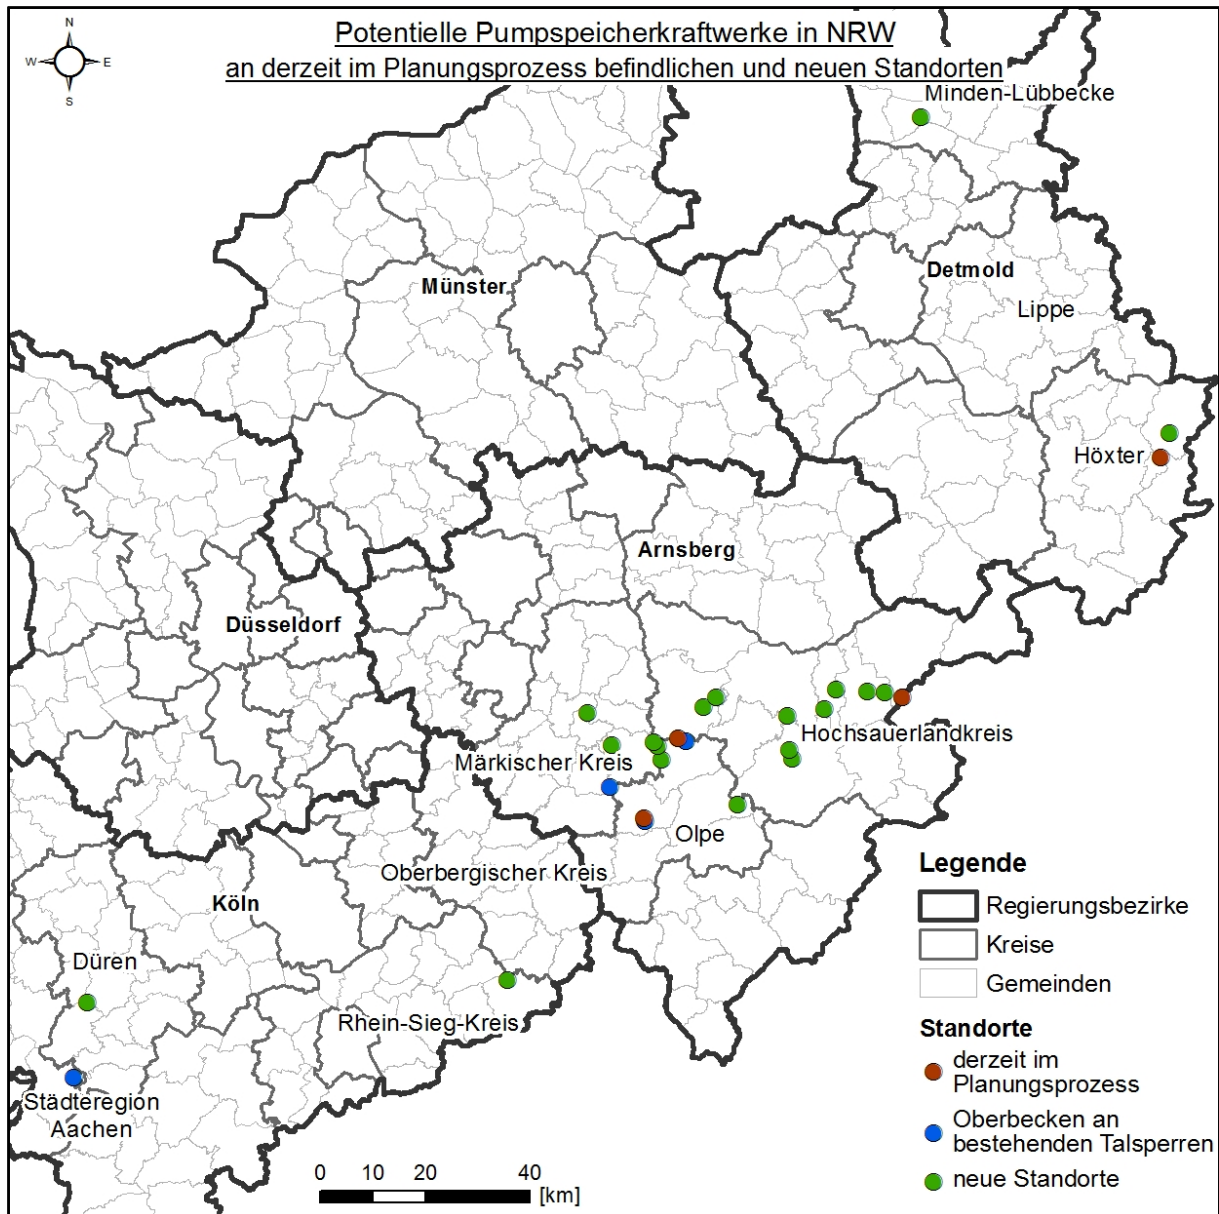 Potentielle Pumpspeicherkraftwerke in NRW
an derzeit im Planungsprozess befindlichen und neuen Standorten
N
W
E
S
Minden-Lübbecke
Detmold
Münster
Lippe
Höxter
Arnsberg
Düsseldorf
Hochsauerlandkreis
Märkischer Kreis
Olpe
Oberbergischer Kreis
Köln
Düren
Rhein-Sieg-Kreis
Städteregion
Aachen
Legende
Regierungsbezirke
Kreise
Gemeinden
Standorte
derzeit im
Planungsprozess
Oberbecken an
bestehenden Talsperren
neue Standorte
0 10 20 40
[km]